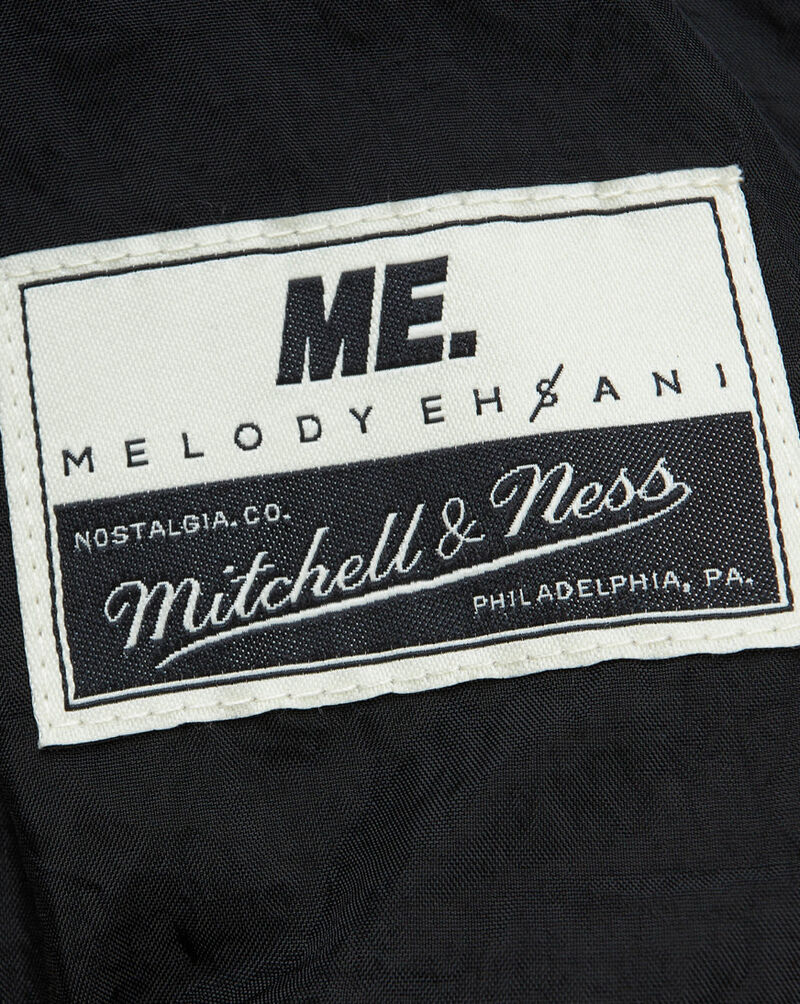 ME.
MELODY EHSANI
NOSTALGIA.CO.
Mitchell & Ness
PHILADELPHIA, PA.